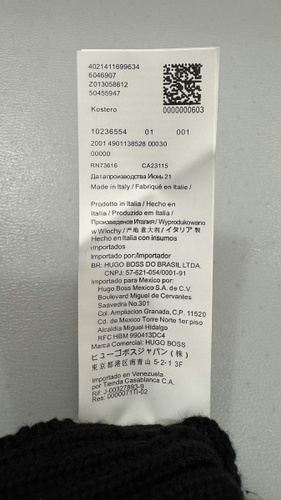 4021411699634
6046907
Z013058812
50455947
Kostero
0000000603
10236554 01 001
2001 4901138528 00030
00000
RN73616 CA23115
Дата производства Июнь 21
Made in Italy / Fabriqué en Italie /
Prodotto in Italia / Hecho en
Italia / Produzido em Italia /
Произведено Италия / Wyprodukowano
w Włochy / 产地 意大利 / イタリア 製
Hecho en Italia con insumos
importados
Importado por/Importador
BR: HUGO BOSS DO BRASIL LTDA.
CNPJ: 57-621-054/0001-91
Importado para Mexico por:
Hugo Boss Mexico S.A. de C.V.
Boulevard Miguel de Cervantes
Saavedra No.301
Col. Ampliacion Granada, C.P. 11520
Cd. de Mexico Torre Norte 1er piso
Alcaldia Miguel Hidalgo
RFC HBM 990413DC4
Marca Comercial: HUGO BOSS
ヒューゴボスジャパン (株)
東京都港区南青山 5-2-1 3F
Importado en Venezuela
por Tienda Casablanca C.A.
Rif: J-00327893-9
Res: 0000071TI-02